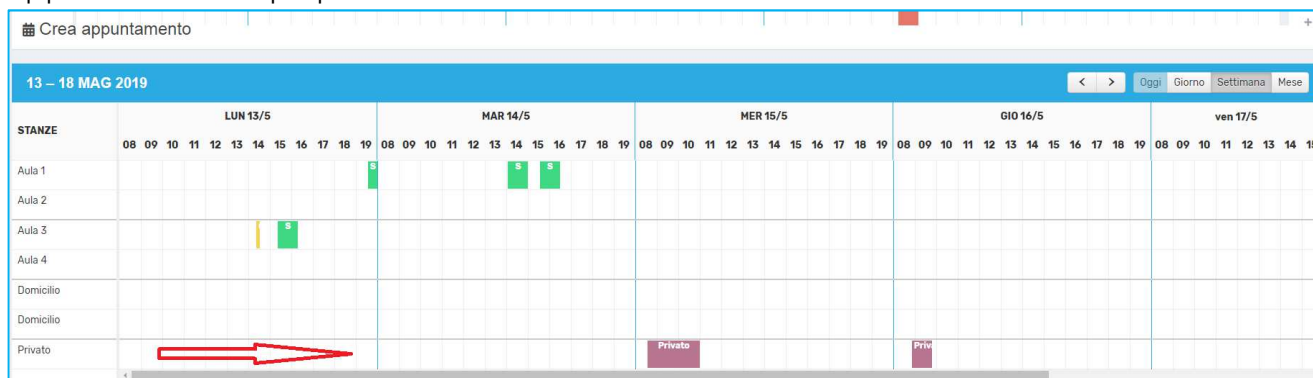 Crea appuntamento
13 – 18 MAG 2019
Oggi Giorno Settimana Mese
STANZE
LUN 13/5 MAR 14/5 MER 15/5 GIO 16/5 ven 17/5
08 09 10 11 12 13 14 15 16 17 18 19 08 09 10 11 12 13 14 15 16 17 18 19 08 09 10 11 12 13 14 15 16 17 18 19 08 09 10 11 12 13 14 15 16 17 18 19 08 09 10 11 12 13 14
Aula 1 S S S
Aula 2
Aula 3 S
Aula 4
Domicilio
Domicilio
Privato Privato Priv